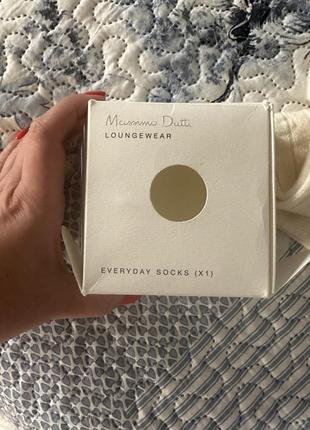 Massimo Dutti
LOUNGEWEAR
EVERYDAY SOCKS (X1)